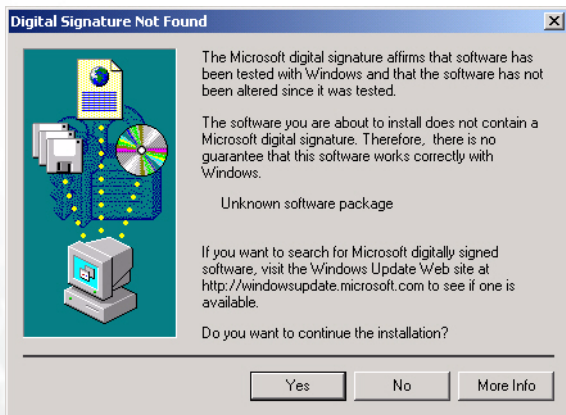 Digital Signature Not Found
The Microsoft digital signature affirms that software has
been tested with Windows and that the software has not
been altered since it was tested.
The software you are about to install does not contain a
Microsoft digital signature. Therefore, there is no
guarantee that this software works correctly with
Windows.
Unknown software package
If you want to search for Microsoft digitally signed
software, visit the Windows Update Web site at
http://windowsupdate.microsoft.com to see if one is
available.
Do you want to continue the installation?
Yes No More Info